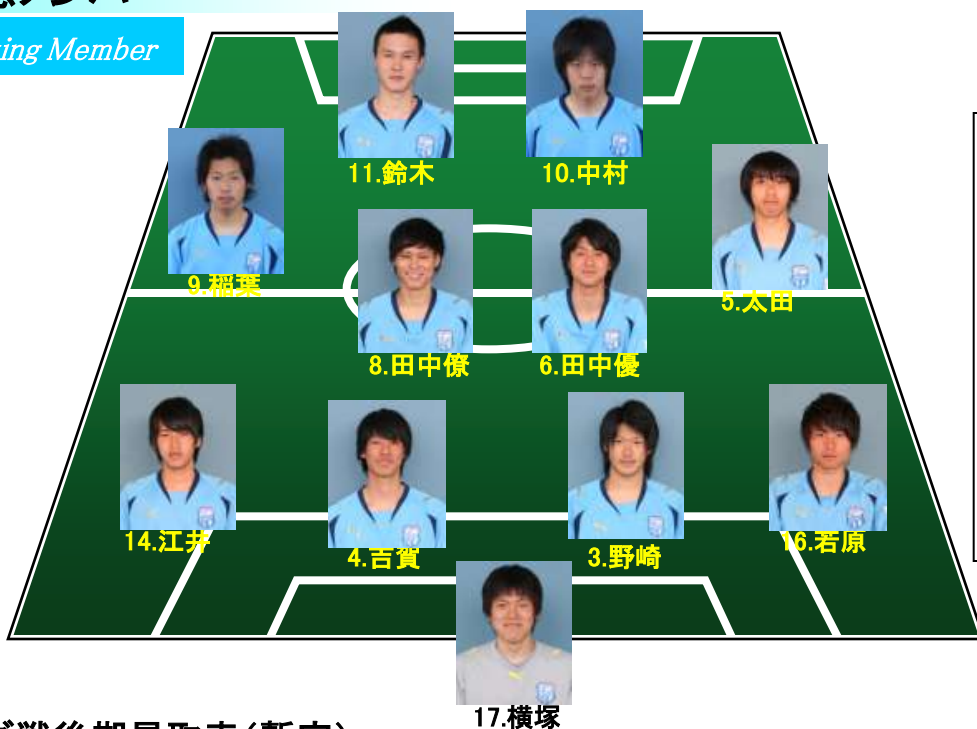 ing Member
11.鈴木
10.中村
9.稲葉
5.太田
8.田中僚
6.田中優
14.江井
4.吉賀
3.野崎
16.若原
17.横塚